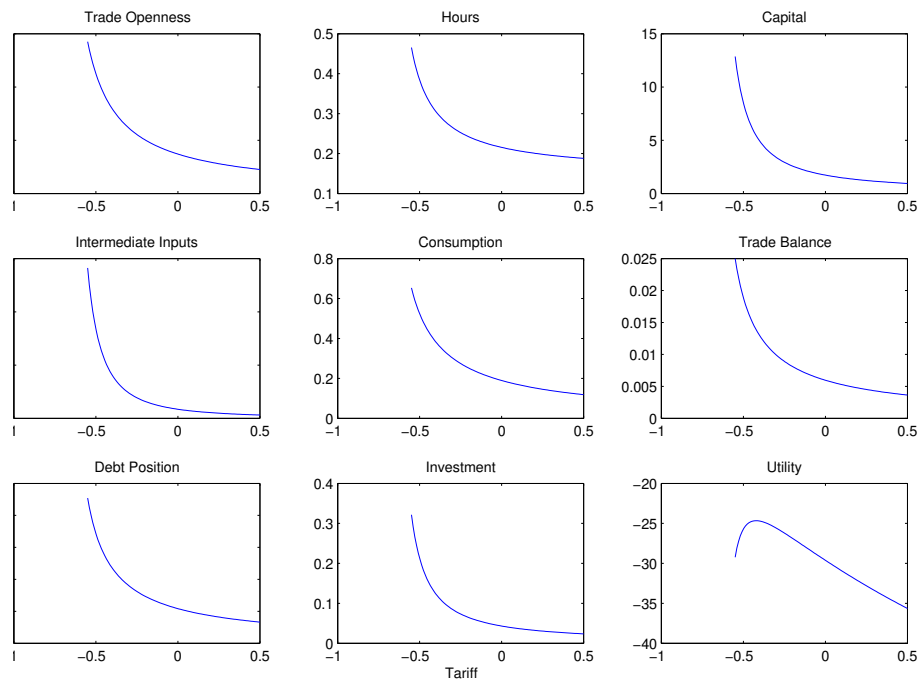 Trade Openness
Hours
Capital
1 −0.5 0 0.5
0.5
0.4
0.3
0.2
0.1
−1 −0.5 0 0.5
15
10
5
0
−1 −0.5 0 0.5
Intermediate Inputs
Consumption
Trade Balance
1 −0.5 0 0.5
0.8
0.6
0.4
0.2
0
−1 −0.5 0 0.5
0.025
0.02
0.015
0.01
0.005
0
−1 −0.5 0 0.5
Debt Position
Investment
Utility
1 −0.5 0 0.5
0.4
0.3
0.2
0.1
0
−1 −0.5 0 0.5
Tariff
−20
−25
−30
−35
−40
−1 −0.5 0 0.5